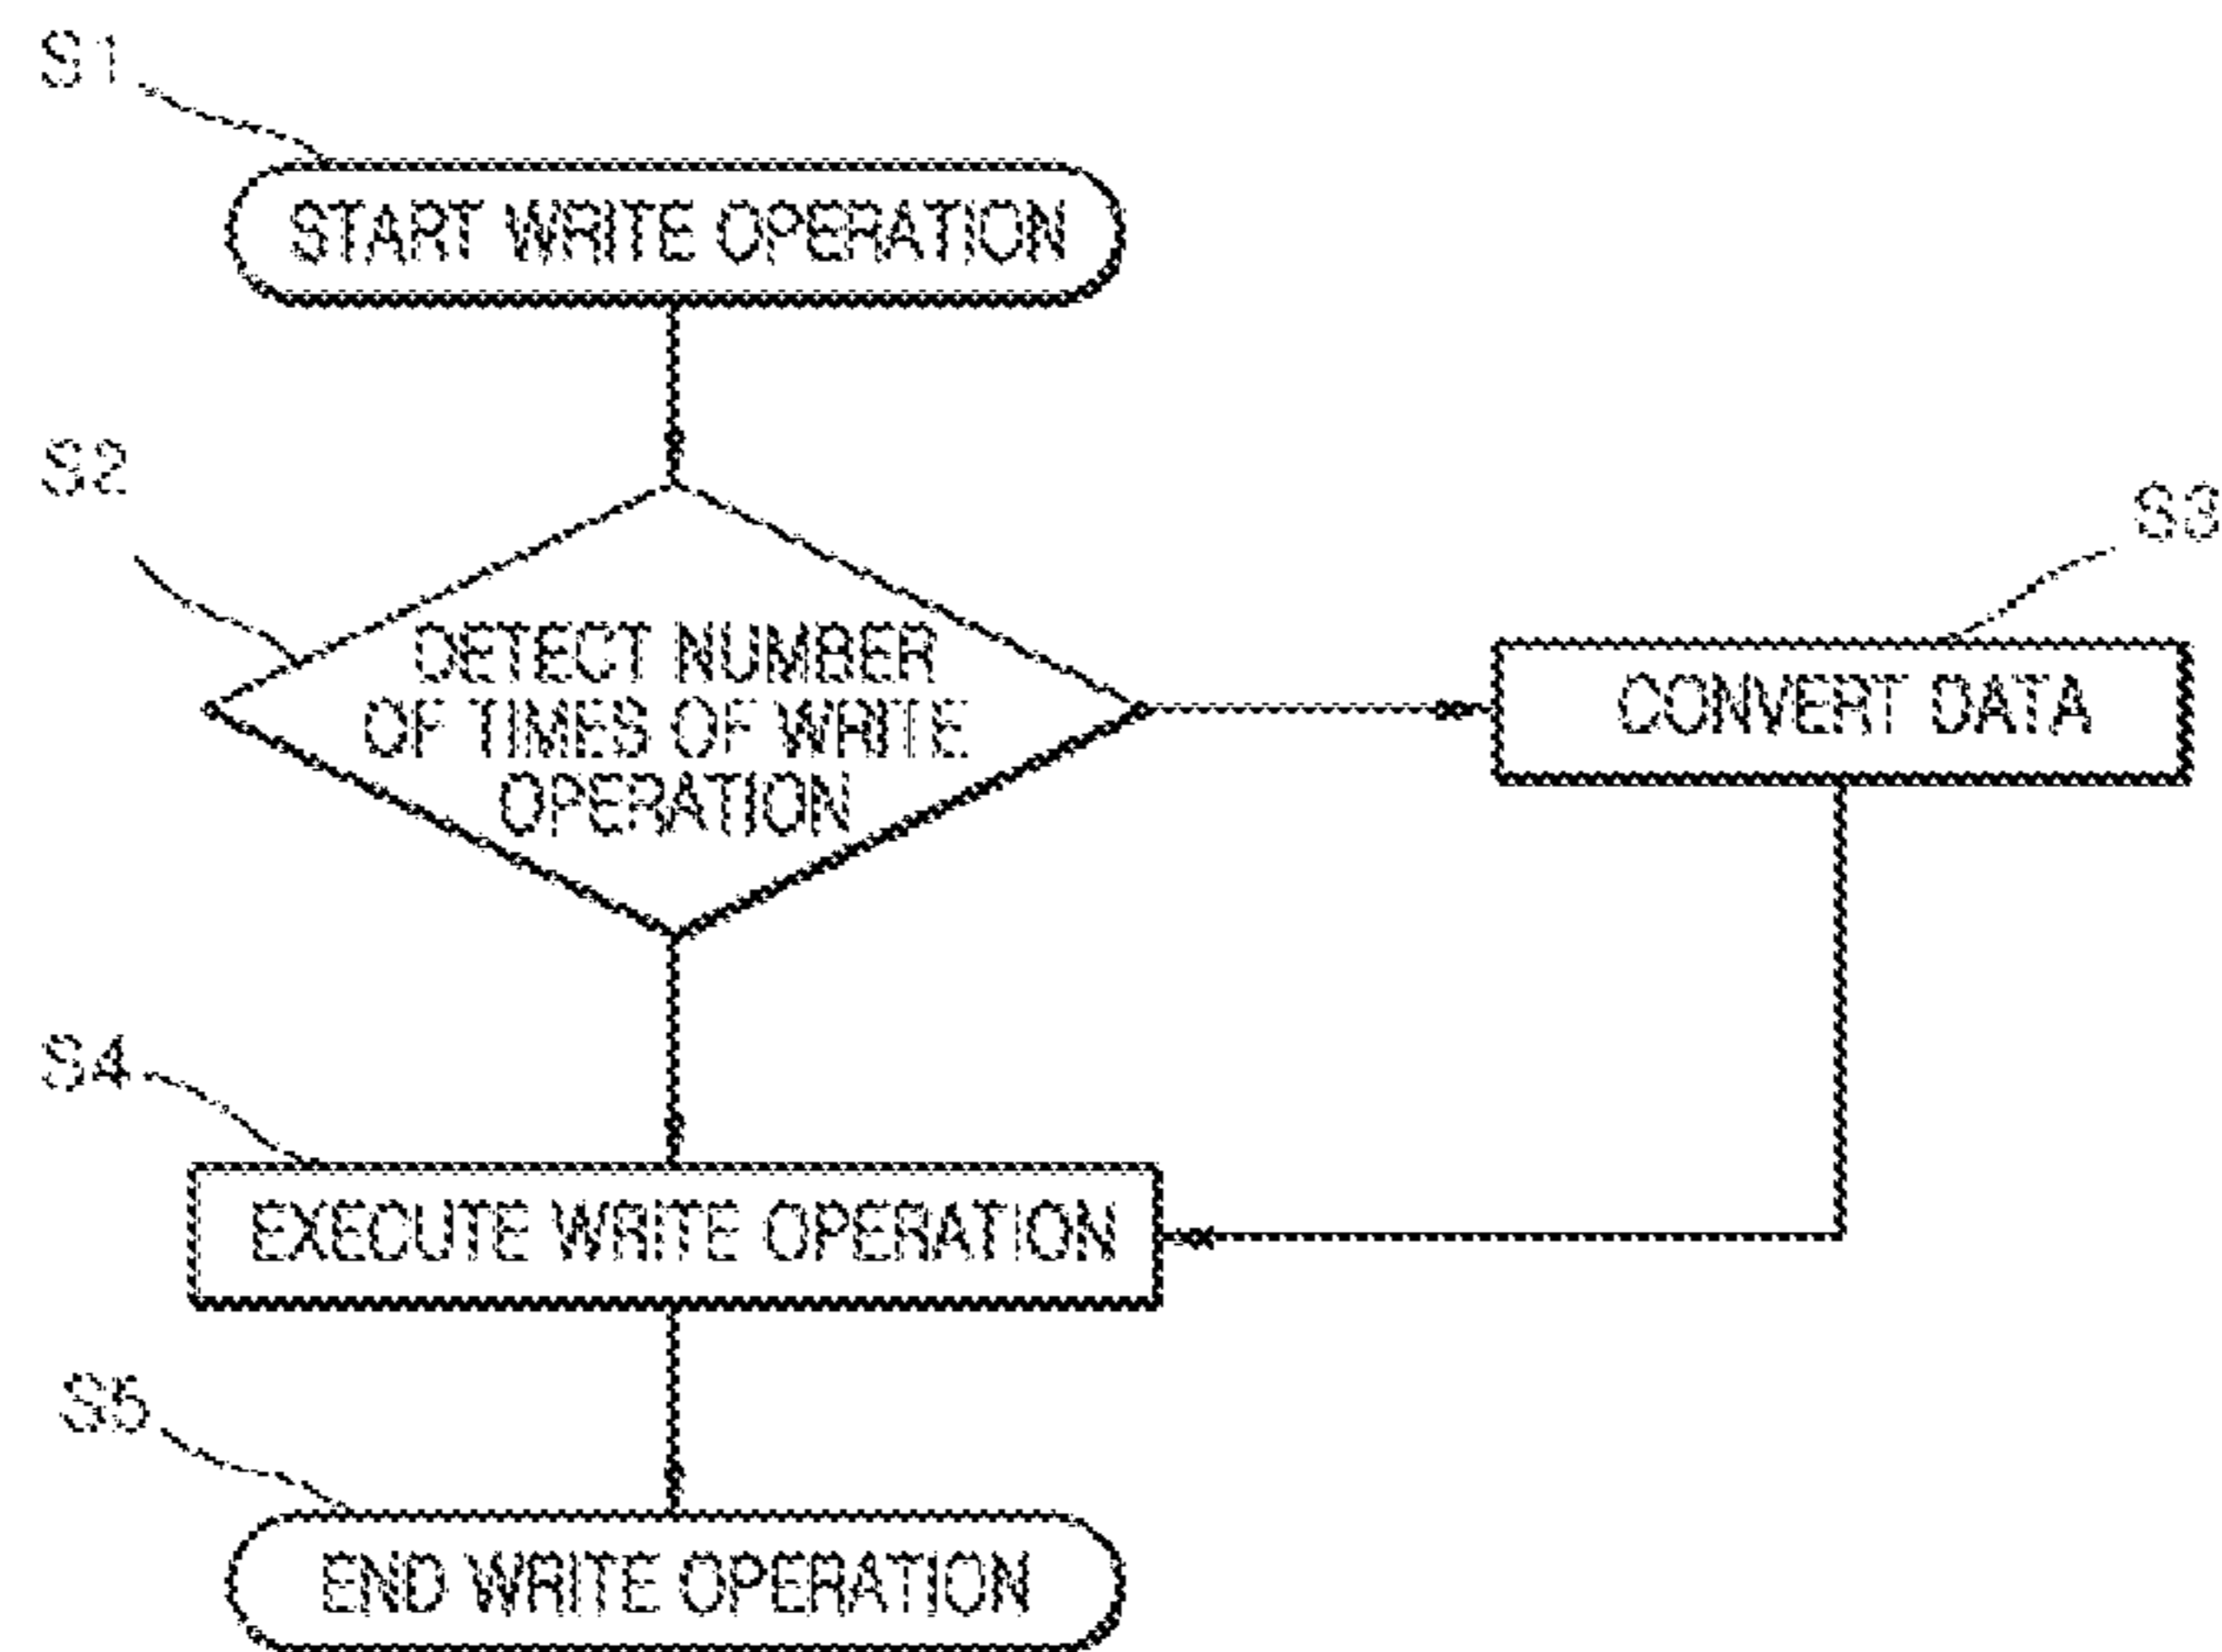 S1
START WRITE OPERATION
S2
DETECT NUMBER
OF TIMES OF WRITE
OPERATION
S3
CONVERT DATA
S4
EXECUTE WRITE OPERATION
S5
END WRITE OPERATION